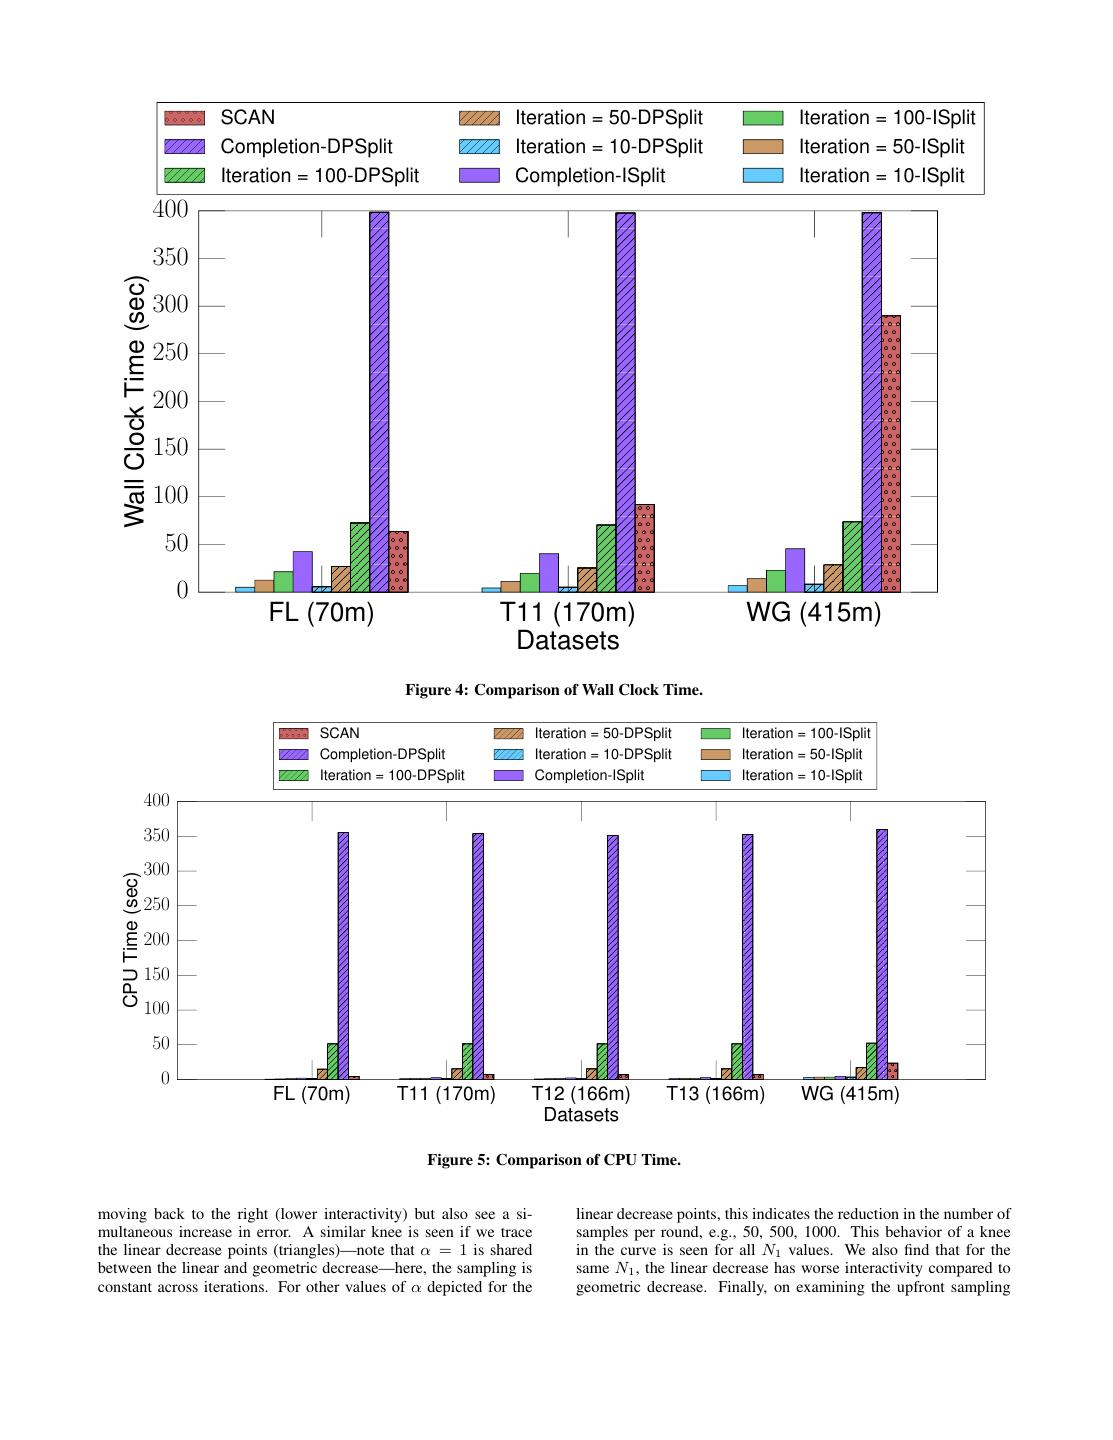 SCAN
Completion-DPSplit
Iteration = 100-DPSplit
Iteration = 50-DPSplit
Iteration = 10-DPSplit
Completion-ISplit
Iteration = 100-ISplit
Iteration = 50-ISplit
Iteration = 10-ISplit
Wall Clock Time (sec)
400
350
300
250
200
150
100
50
0
FL (70m)
T11 (170m)
WG (415m)
Datasets
Figure 4: Comparison of Wall Clock Time.
SCAN
Completion-DPSplit
Iteration = 100-DPSplit
Iteration = 50-DPSplit
Iteration = 10-DPSplit
Completion-ISplit
Iteration = 100-ISplit
Iteration = 50-ISplit
Iteration = 10-ISplit
CPU Time (sec)
400
350
300
250
200
150
100
50
0
FL (70m)
T11 (170m)
T12 (166m)
T13 (166m)
WG (415m)
Datasets
Figure 5: Comparison of CPU Time.
moving back to the right (lower interactivity) but also see a si-
multaneous increase in error. A similar knee is seen if we trace
the linear decrease points (triangles)—note that α = 1 is shared
between the linear and geometric decrease—here, the sampling is
constant across iterations. For other values of α depicted for the
linear decrease points, this indicates the reduction in the number of
samples per round, e.g., 50, 500, 1000. This behavior of a knee
in the curve is seen for all N₁ values. We also find that for the
same N₁, the linear decrease has worse interactivity compared to
geometric decrease. Finally, on examining the upfront sampling